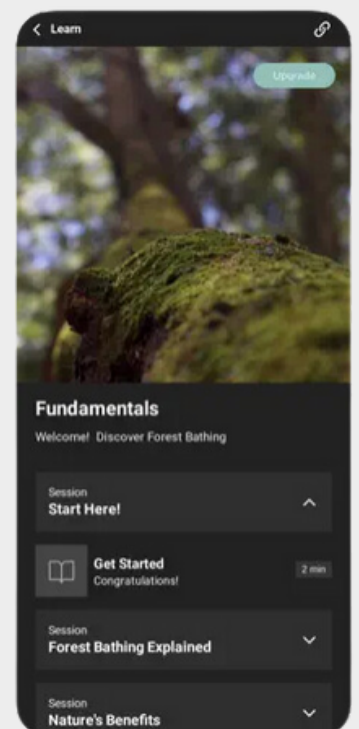 Learn
Upgrade
Fundamentals
Welcome! Discover Forest Bathing
Session
Start Here!
Get Started
Congratulations!
2 min
Session
Forest Bathing Explained
Session
Nature's Benefits